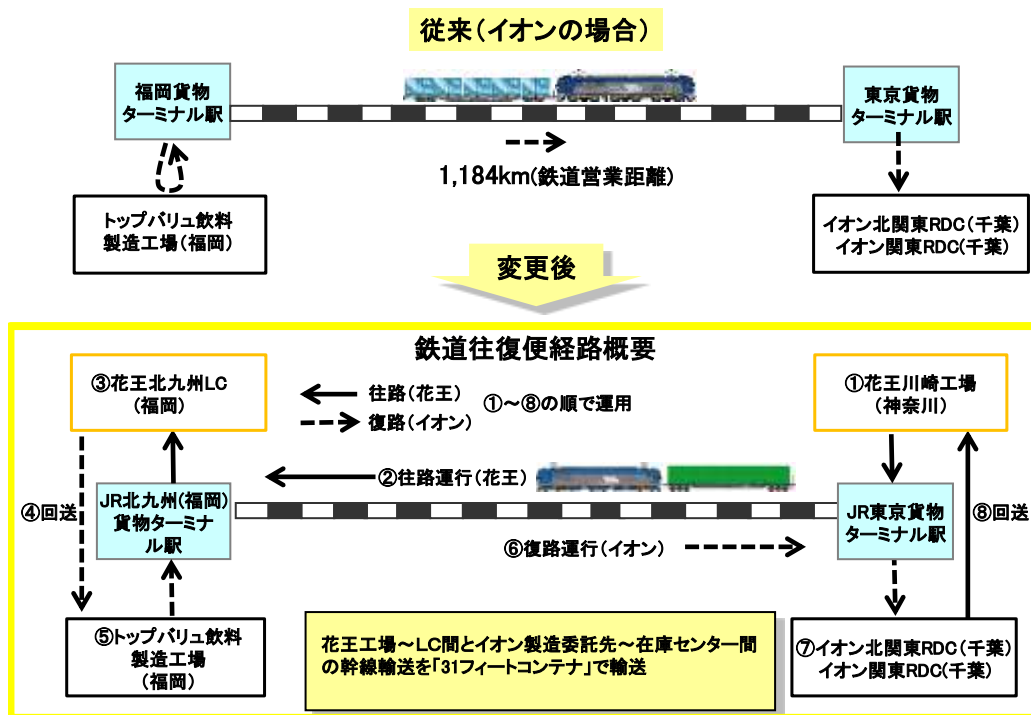 従来(イオンの場合)
福岡貨物
ターミナル駅
東京貨物
ターミナル駅
1,184km(鉄道営業距離)
トップバリュ飲料
製造工場(福岡)
イオン北関東RDC(千葉)
イオン関東RDC(千葉)
変更後
鉄道往復便経路概要
③花王北九州LC
(福岡)
往路(花王)
復路(イオン)
①~⑧の順で運用
①花王川崎工場
(神奈川)
②往路運行(花王)
④回送
JR北九州(福岡)
貨物ターミナ
ル駅
JR東京貨物
ターミナル駅
⑧回送
⑥復路運行(イオン)
⑤トップバリュ飲料
製造工場
(福岡)
花王工場~LC間とイオン製造委託先~在庫センター間
の幹線輸送を「31フィートコンテナ」で輸送
⑦イオン北関東RDC(千葉)
イオン関東RDC(千葉)